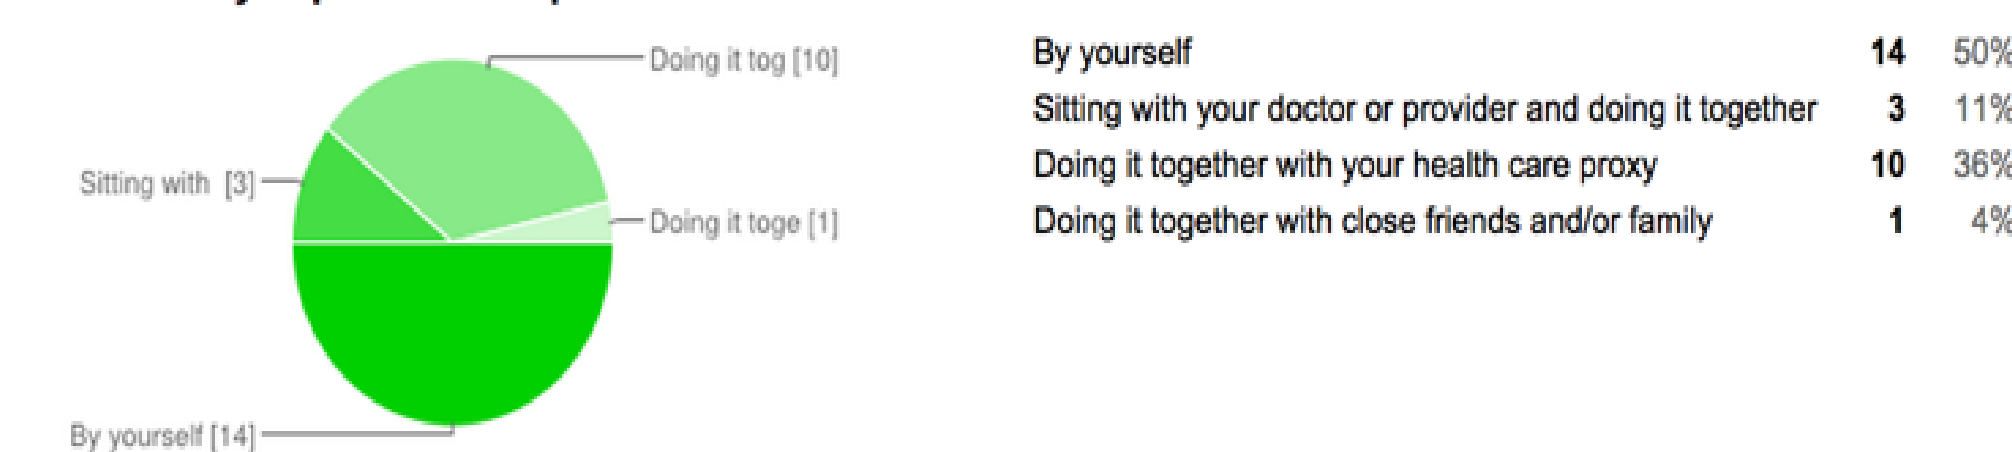 Doing it tog [10]
Sitting with [3]
Doing it toge [1]
By yourself [14]
By yourself 14 50%
Sitting with your doctor or provider and doing it together 3 11%
Doing it together with your health care proxy 10 36%
Doing it together with close friends and/or family 1 4%